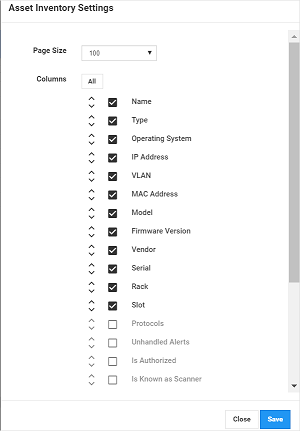 Asset Inventory Settings
Page Size
100
Columns
All
Name
Type
Operating System
IP Address
VLAN
MAC Address
Model
Firmware Version
Vendor
Serial
Rack
Slot
Protocols
Unhandled Alerts
Is Authorized
Is Known as Scanner
Close
Save